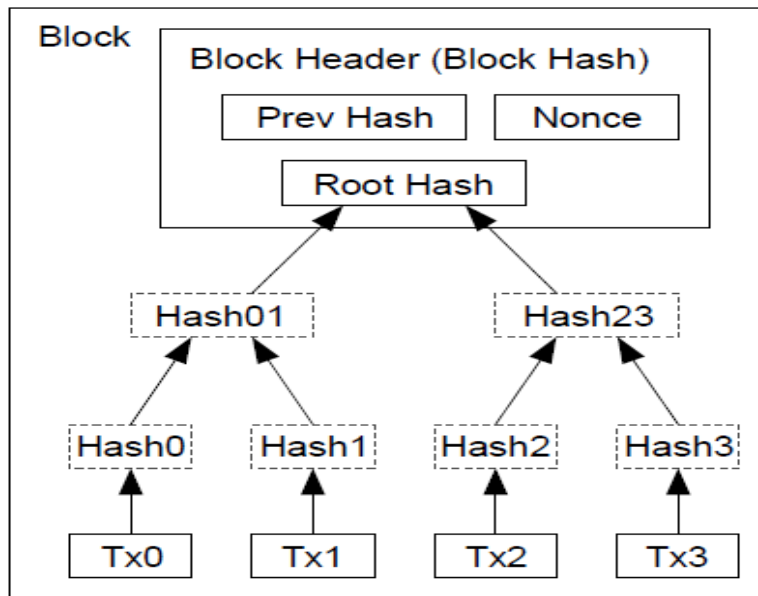 Block
Block Header (Block Hash)
Prev Hash
Nonce
Root Hash
Hash01
Hash23
Hash0
Hash1
Hash2
Hash3
Tx0
Tx1
Tx2
Tx3